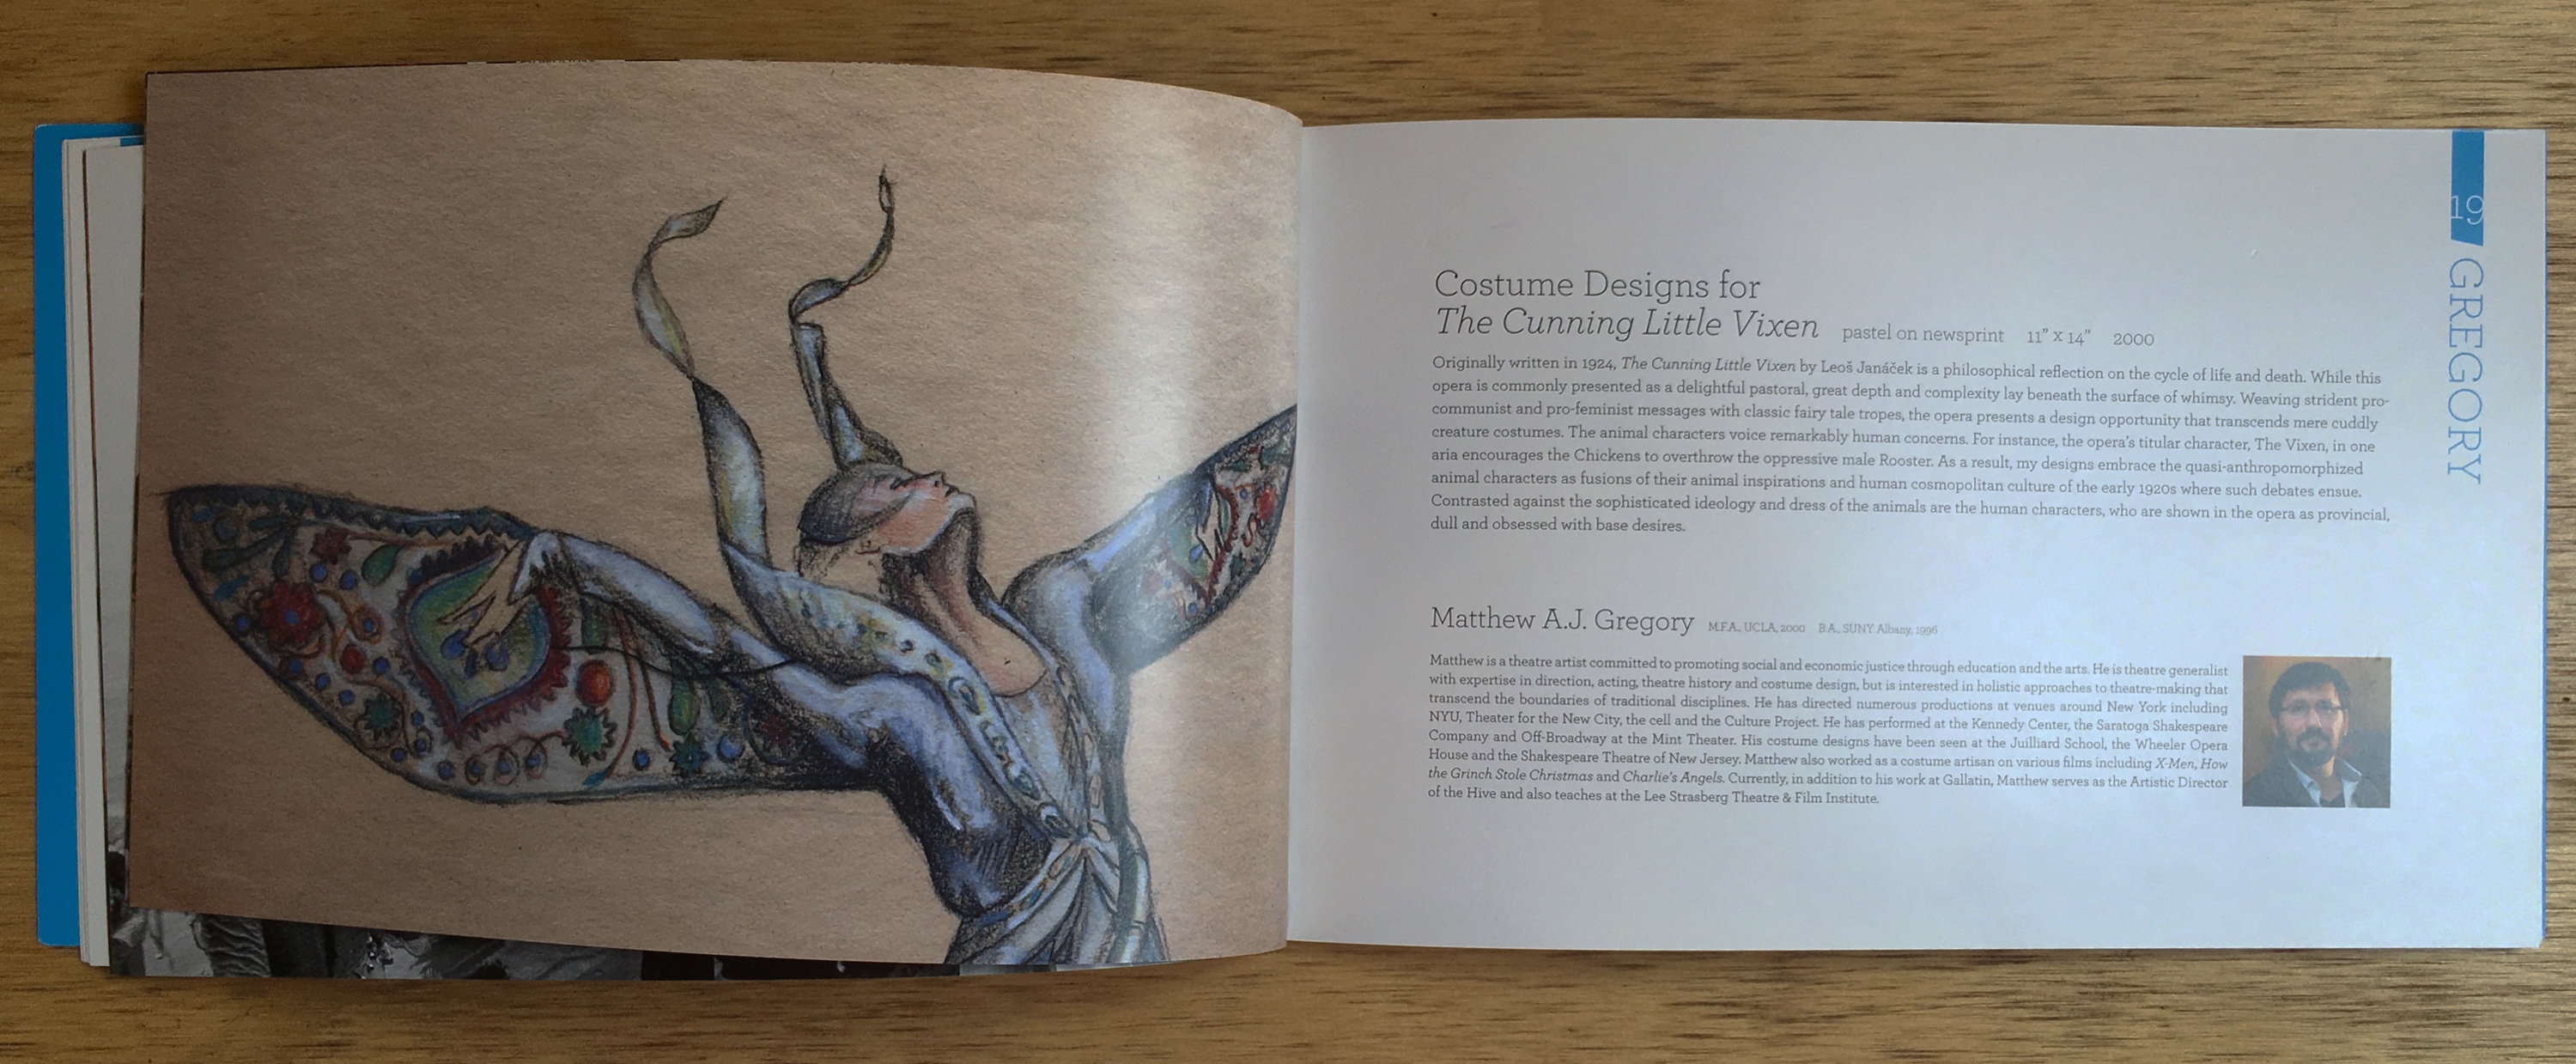 Costume Designs for
The Cunning Little Vixen pastel on newsprint 11" x 14" 2000
Originally written in 1924, The Cunning Little Vixen by Leoš Janáček is a philosophical reflection on the cycle of life and death. While this
opera is commonly presented as a delightful pastoral, great depth and complexity lay beneath the surface of whimsy. Weaving strident pro-
communist and pro-feminist messages with classic fairy tale tropes, the opera presents a design opportunity that transcends mere cuddly
creature costumes. The animal characters voice remarkably human concerns. For instance, the opera's titular character, The Vixen, in one
aria encourages the Chickens to overthrow the oppressive male Rooster. As a result, my designs embrace the quasi-anthropomorphized
animal characters as fusions of their animal inspirations and human cosmopolitan culture of the early 1920s where such debates ensue.
Contrasted against the sophisticated ideology and dress of the animals are the human characters, who are shown in the opera as provincial,
dull and obsessed with base desires.
Matthew A.J. Gregory M.F.A., UCLA, 2000 B.A., SUNY Albany, 1996
Matthew is a theatre artist committed to promoting social and economic justice through education and the arts. He is theatre generalist
with expertise in direction, acting, theatre history and costume design, but is interested in holistic approaches to theatre-making that
transcend the boundaries of traditional disciplines. He has directed numerous productions at venues around New York including
NYU, Theater for the New City, the cell and the Culture Project. He has performed at the Kennedy Center, the Saratoga Shakespeare
Company and Off-Broadway at the Mint Theater. His costume designs have been seen at the Juilliard School, the Wheeler Opera
House and the Shakespeare Theatre of New Jersey. Matthew also worked as a costume artisan on various films including X-Men, How
the Grinch Stole Christmas and Charlie's Angels. Currently, in addition to his work at Gallatin, Matthew serves as the Artistic Director
of the Hive and also teaches at the Lee Strasberg Theatre & Film Institute.
19
GREGORY